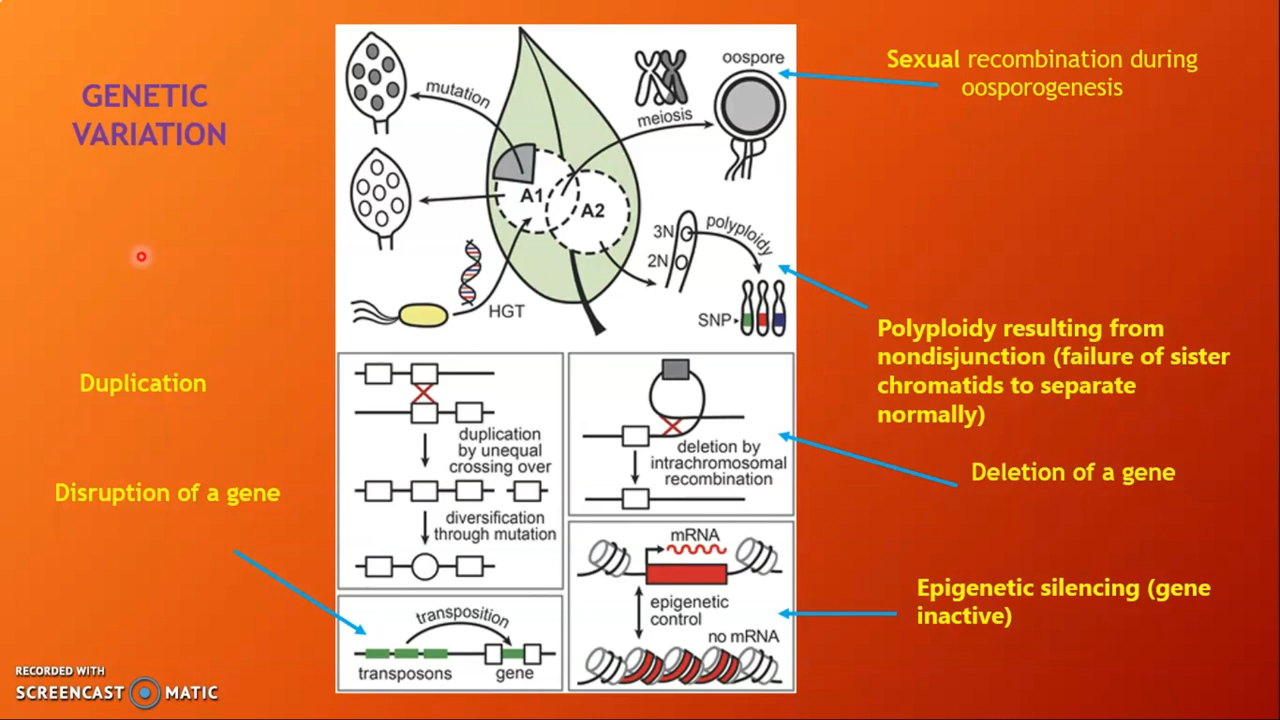 GENETIC
VARIATION
Duplication
Disruption of a gene
mutation
meiosis
oospore
A1
A2
HGT
3N
2N
polyploidy
SNP
duplication
by unequal
crossing over
diversification
through mutation
deletion by
intrachromosomal
recombination
transposition
transposons
gene
mRNA
epigenetic
control
no mRNA
Sexual recombination during
oosporogenesis
Polyploidy resulting from
nondisjunction (failure of sister
chromatids to separate
normally)
Deletion of a gene
Epigenetic silencing (gene
inactive)
RECORDED WITH
SCREENCAST MATIC